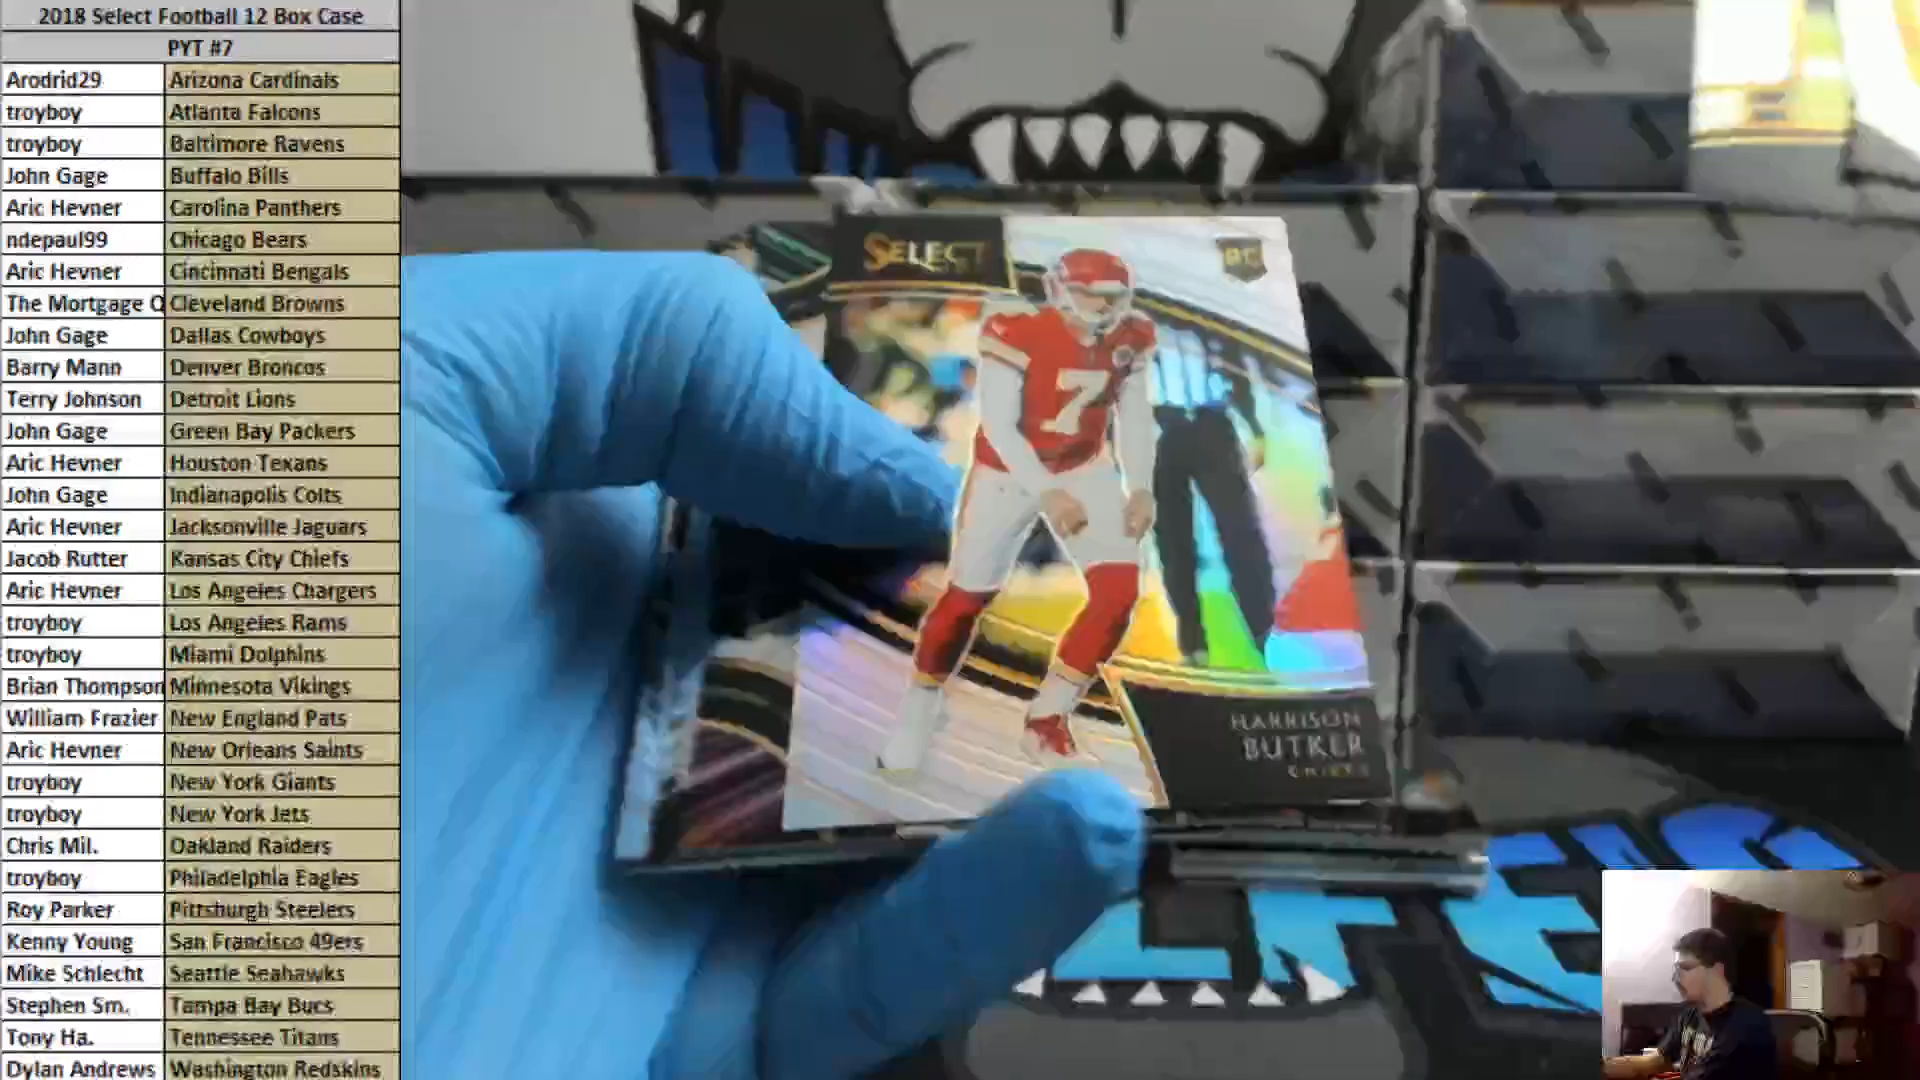 2018 Select Football 12 Box Case
PYT #7
Arodrid29 Arizona Cardinals
troyboy Atlanta Falcons
troyboy Baltimore Ravens
John Gage Buffalo Bills
Aric Hevner Carolina Panthers
ndepaul99 Chicago Bears
Aric Hevner Cincinnati Bengals
The Mortgage Cleveland Browns
John Gage Dallas Cowboys
Barry Mann Denver Broncos
Terry Johnson Detroit Lions
John Gage Green Bay Packers
Aric Hevner Houston Texans
John Gage Indianapolis Colts
Aric Hevner Jacksonville Jaguars
Jacob Rutter Kansas City Chiefs
Aric Hevner Los Angeles Chargers
troyboy Los Angeles Rams
troyboy Miami Dolphins
Brian Thompson Minnesota Vikings
William Frazier New England Pats
Aric Hevner New Orleans Saints
troyboy New York Giants
troyboy New York Jets
Chris Mil. Oakland Raiders
troyboy Philadelphia Eagles
Roy Parker Pittsburgh Steelers
Kenny Young San Francisco 49ers
Mike Schlecht Seattle Seahawks
Stephen Sm. Tampa Bay Bucs
Tony Ha. Tennessee Titans
Dylan Andrews Washington Redskins
SELECT
RC
7
HARRISON
BUTKER
CHIEFS